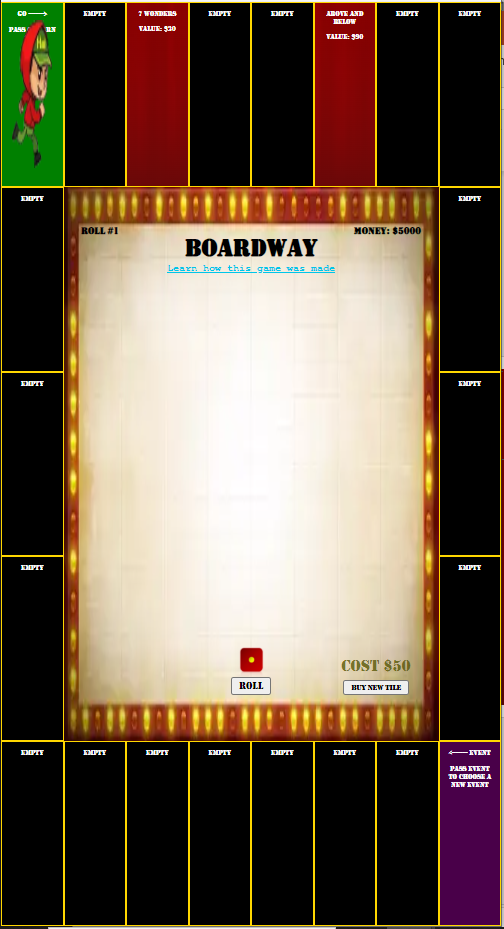 GO ⟶
PASS RN
EMPTY
7 WONDERS
VALUE: $20
EMPTY
EMPTY
ABOVE AND
BELOW
VALUE: $90
EMPTY
EMPTY
EMPTY
EMPTY
ROLL #1
MONEY: $5000
BOARDWAY
Learn how this game was made
EMPTY
EMPTY
EMPTY
EMPTY
COST $50
ROLL
BUY NEW TILE
EMPTY
EMPTY
EMPTY
EMPTY
EMPTY
EMPTY
EMPTY
⟵ EVENT
PASS EVENT
TO CHOOSE A
NEW EVENT